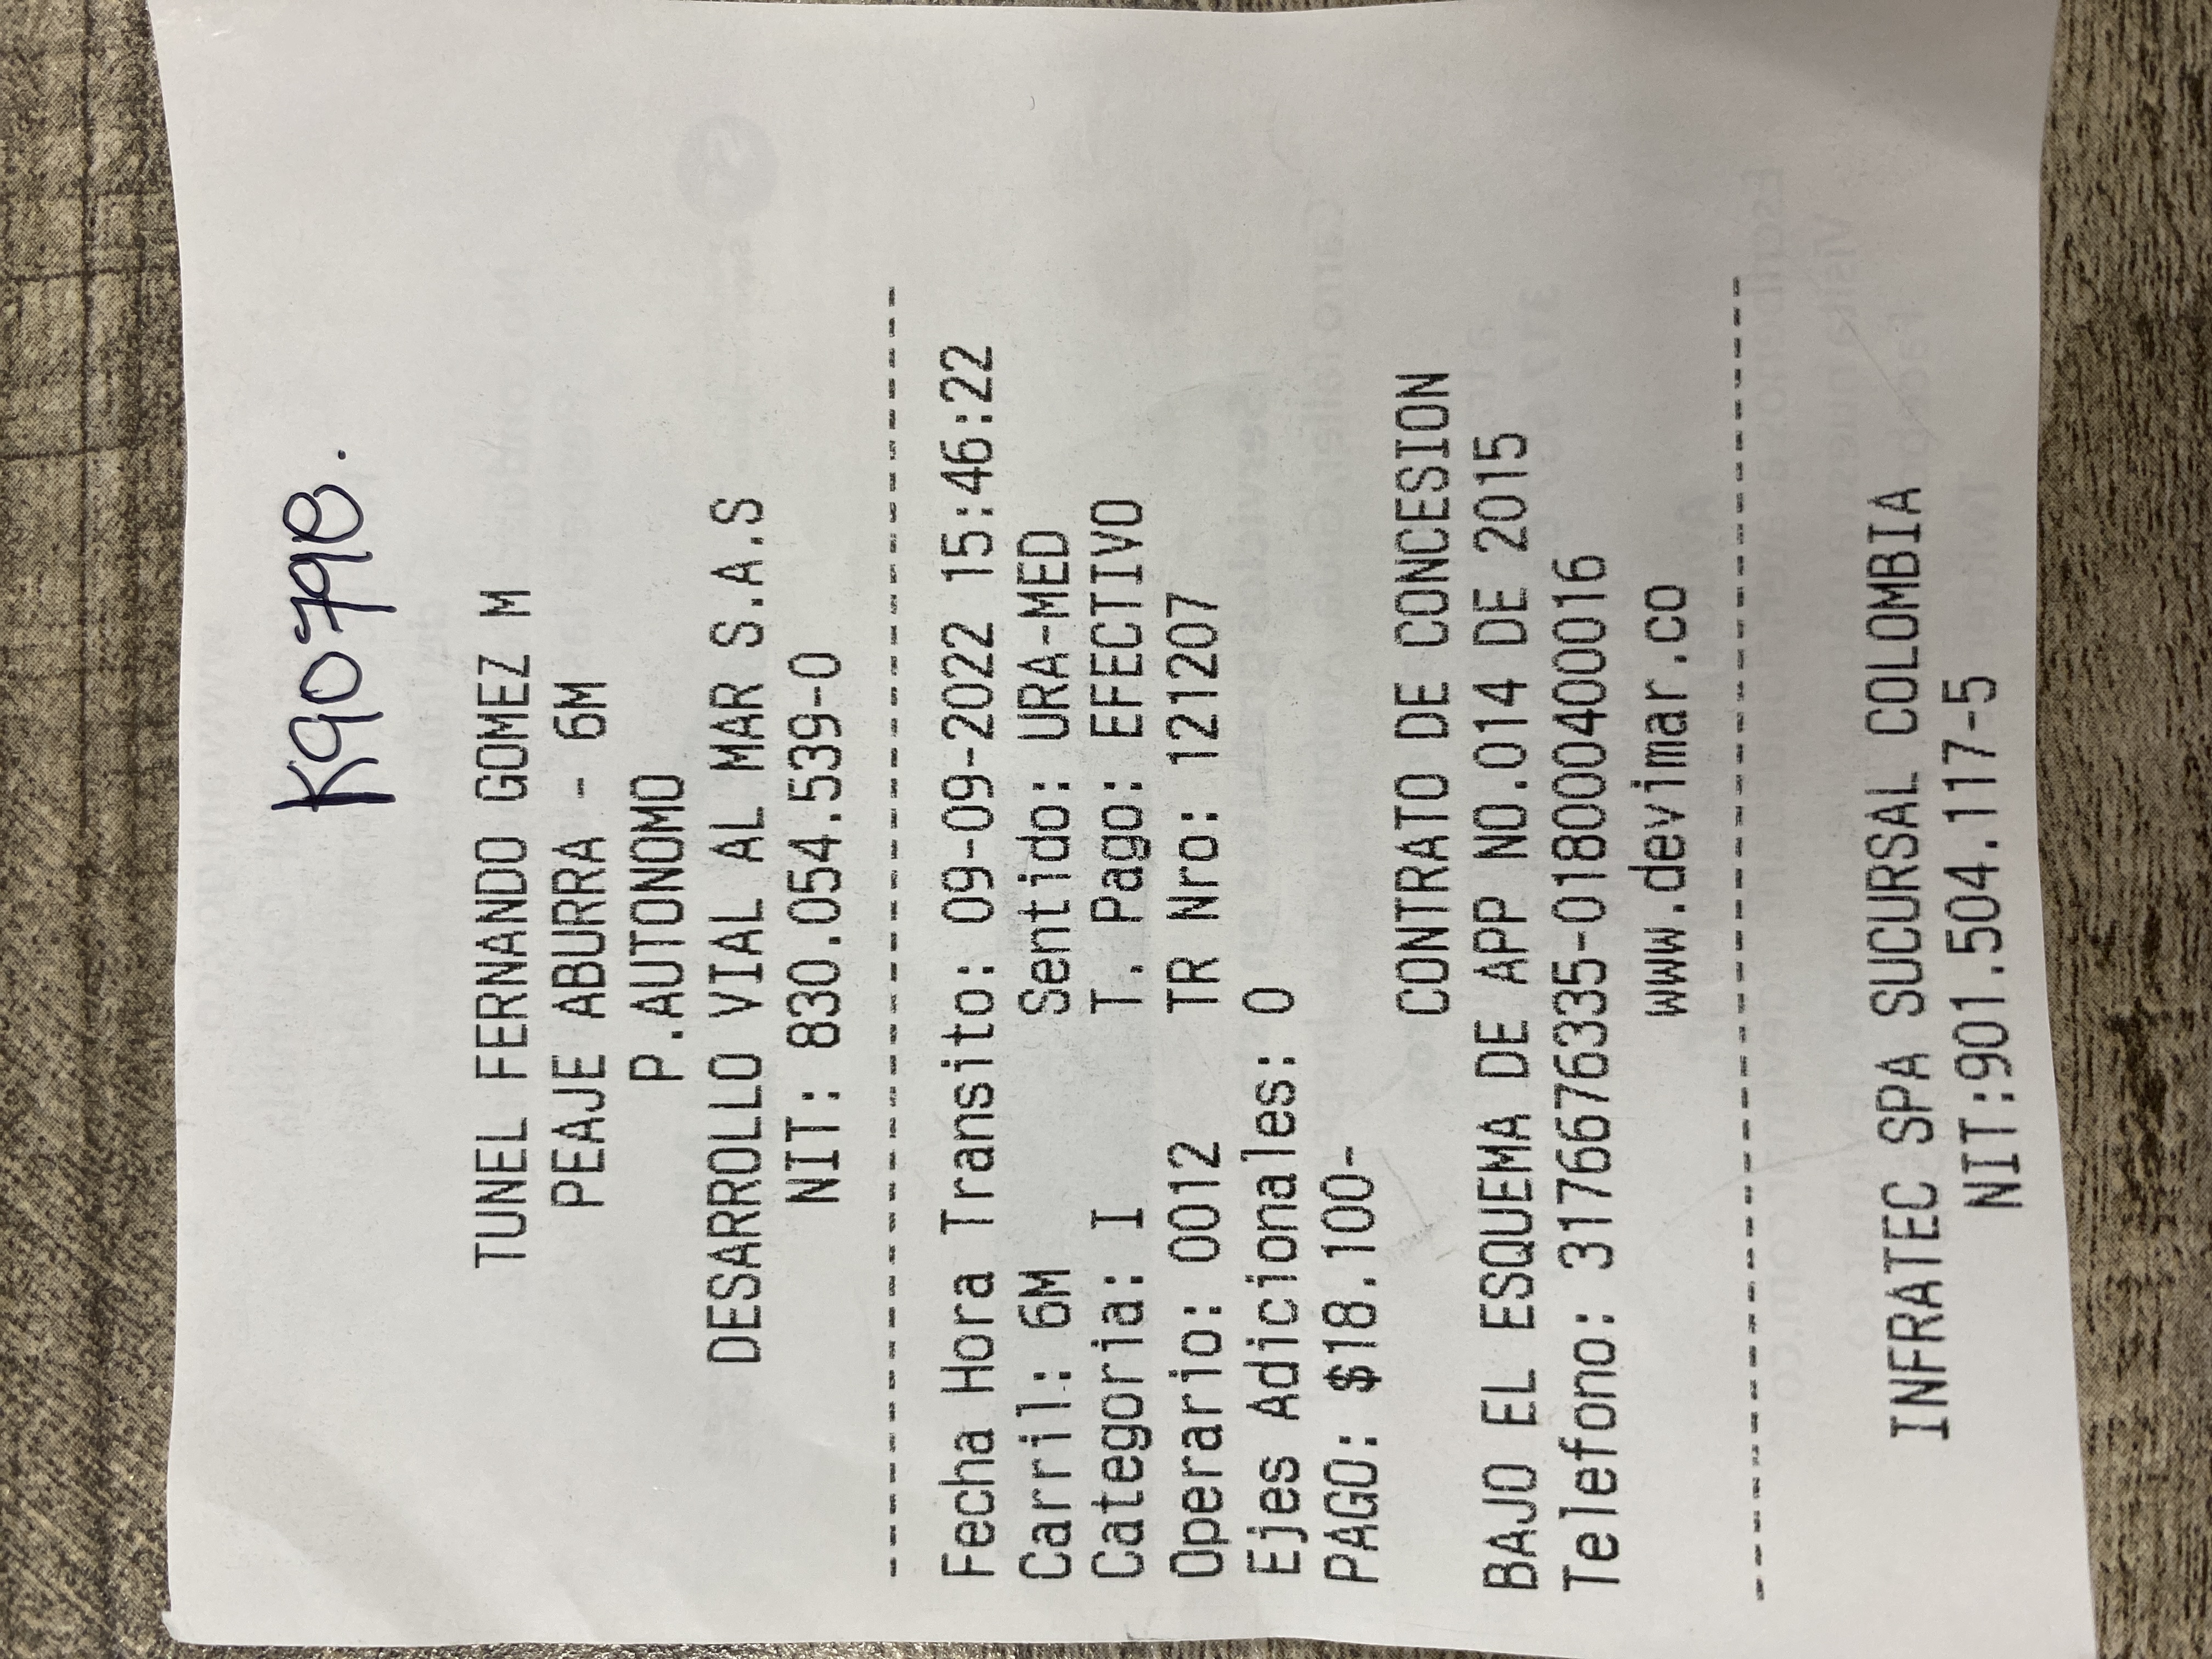 K9079B.
TUNEL FERNANDO GOMEZ M
PEAJE ABURRA - 6M
P.AUTONOMO
DESARROLLO VIAL AL MAR S.A.S
NIT: 830.054.539-0
------------------------------------------
Fecha Hora Transito: 09-09-2022 15:46:22
Carril: 6M Sentido: URA-MED
Categoria: I T. Pago: EFECTIVO
Operario: 0012 TR Nro: 121207
Ejes Adicionales: 0
PAGO: $18.100-
CONTRATO DE CONCESION
BAJO EL ESQUEMA DE APP NO.014 DE 2015
Telefono: 3176676335-018000400016
www.devimar.co
------------------------------------------
INFRATEC SPA SUCURSAL COLOMBIA
NIT:901.504.117-5